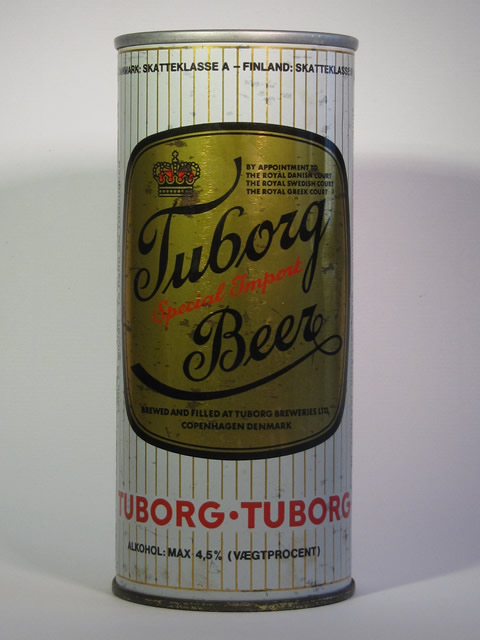 SKATTEKLASSE A – FINLAND: SKATTEKLASSE
BY APPOINTMENT TO
THE ROYAL DANISH COURT
THE ROYAL SWEDISH COURT
THE ROYAL GREEK COURT
Tuborg
Special Import
Beer
BREWED AND FILLED AT TUBORG BREWERIES LTD,
COPENHAGEN DENMARK
TUBORG • TUBORG
ALKOHOL: MAX 4,5% (VÆGTPROCENT)